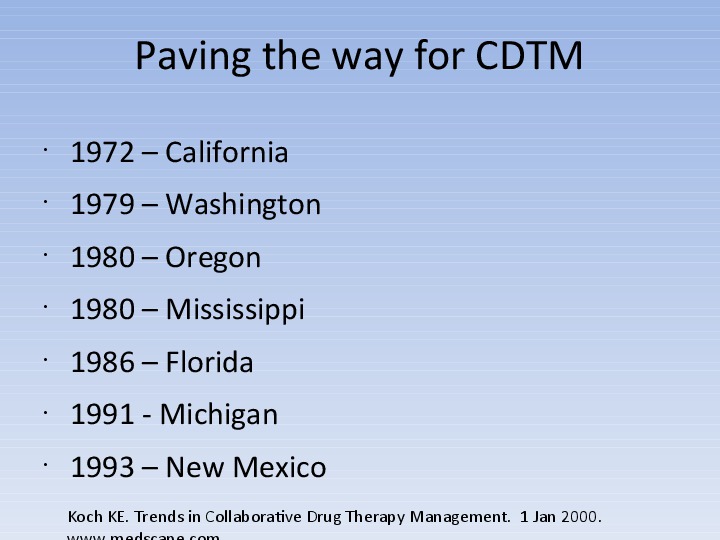 Paving the way for CDTM
· 1972 – California
· 1979 – Washington
· 1980 – Oregon
· 1980 – Mississippi
· 1986 – Florida
· 1991 - Michigan
· 1993 – New Mexico
Koch KE. Trends in Collaborative Drug Therapy Management. 1 Jan 2000.
www.medscape.com